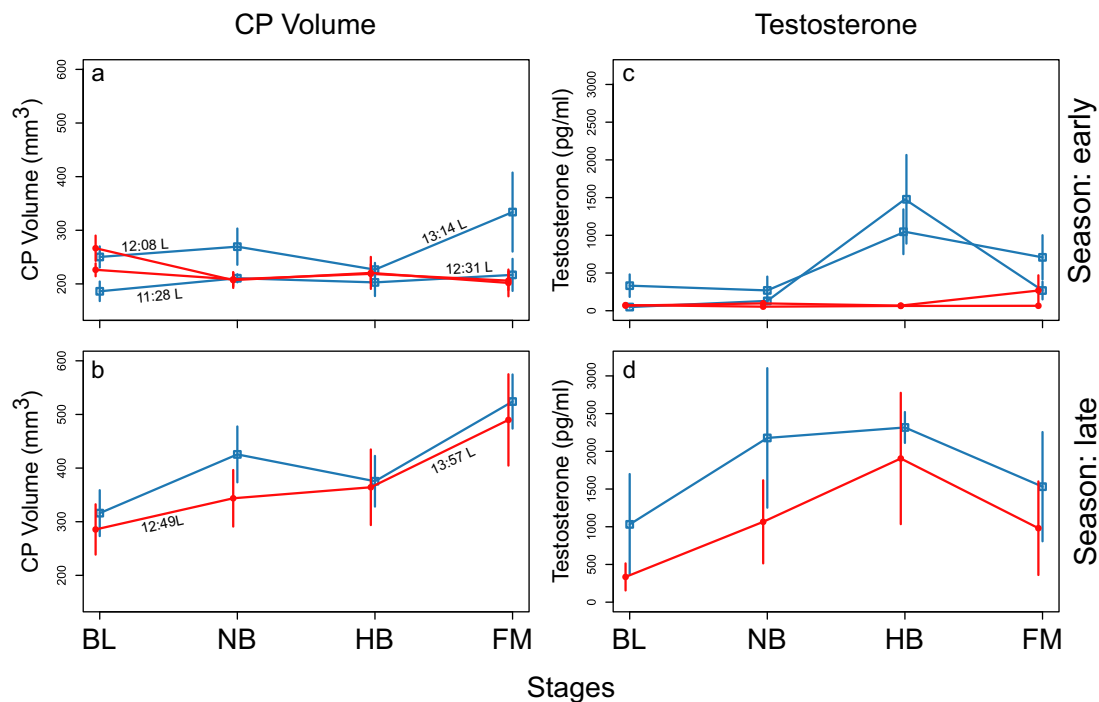 CP Volume
Testosterone
a
CP Volume (mm3)
600
500
400
300
200
12:08 L
11:28 L
13:14 L
12:31 L
c
Testosterone (pg/ml)
3000
2500
2000
1500
1000
500
0
Season: early
b
CP Volume (mm3)
600
500
400
300
200
12:49L
13:57 L
d
Testosterone (pg/ml)
3000
2500
2000
1500
1000
500
0
Season: late
BL NB HB FM
BL NB HB FM
Stages